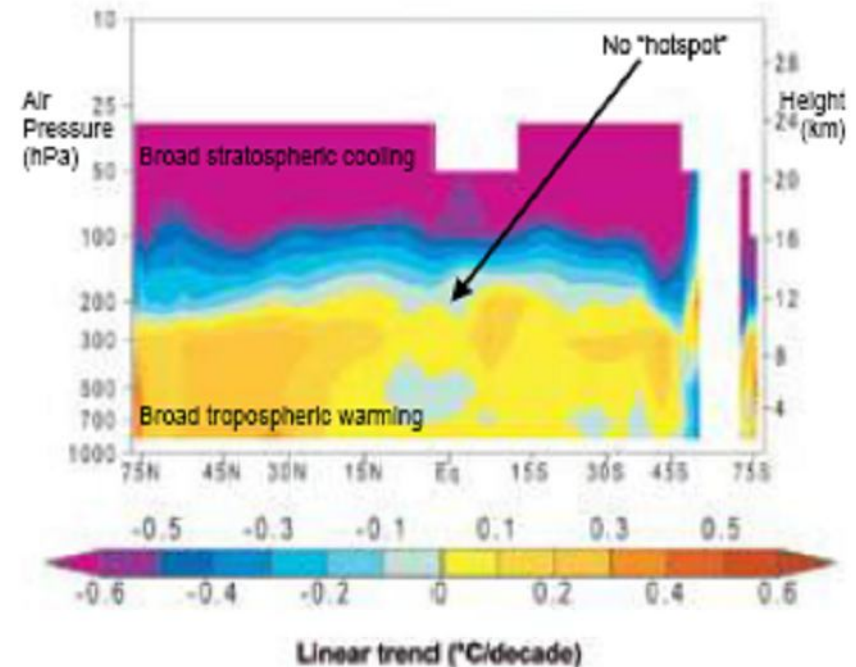 10
No "hotspot"
28
Air
Pressure
(hPa)
25
Height
(km)
24
Broad stratospheric cooling
50
20
100
16
200
12
300
8
500
Broad tropospheric warming
700
4
1000
75N 45N 30N 15N Eq 15S 30S 45S 75S
-0.5 -0.3 -0.1 0.1 0.3 0.5
-0.6 -0.4 -0.2 0 0.2 0.4 0.6
Linear trend (°C/decade)